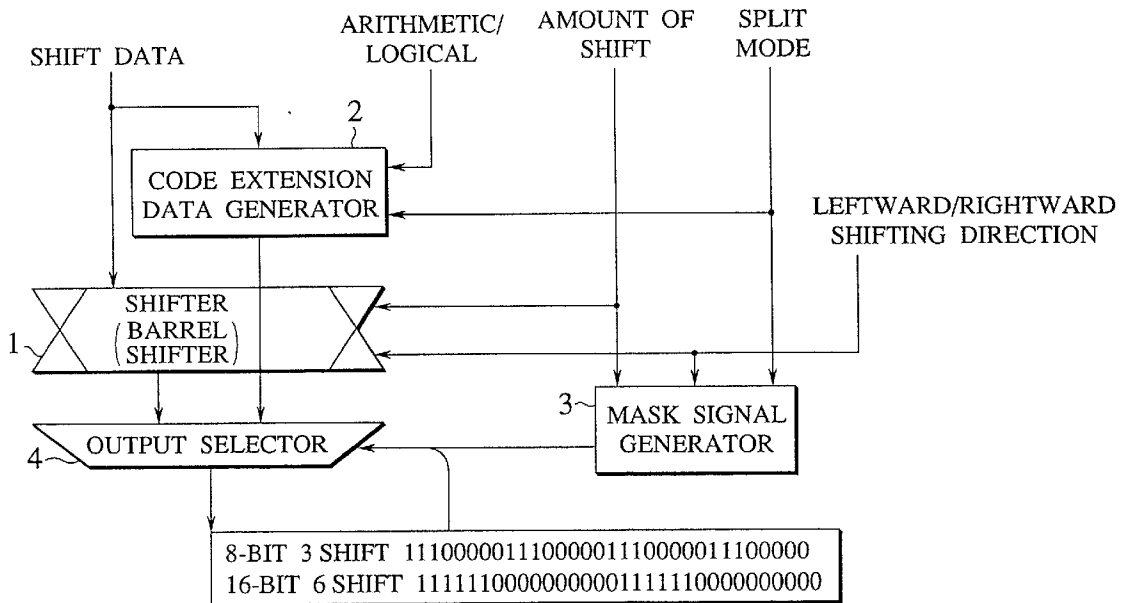 ARITHMETIC/
LOGICAL
AMOUNT OF
SHIFT
SPLIT
MODE
SHIFT DATA
2
CODE EXTENSION
DATA GENERATOR
LEFTWARD/RIGHTWARD
SHIFTING DIRECTION
1
SHIFTER
(BARREL
SHIFTER)
3
MASK SIGNAL
GENERATOR
4
OUTPUT SELECTOR
8-BIT 3 SHIFT 11100000111000001110000011100000
16-BIT 6 SHIFT 11111100000000001111110000000000